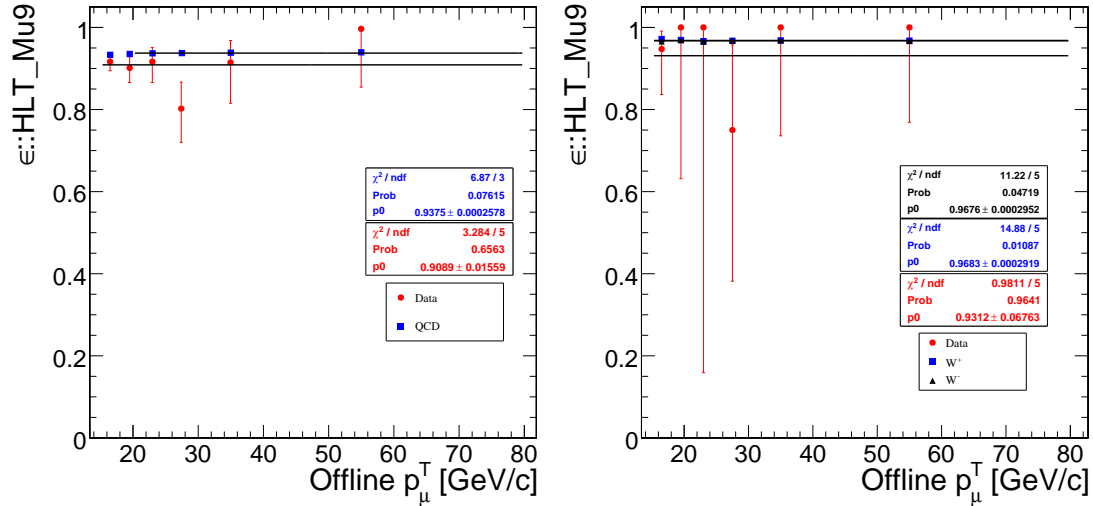 ϵ::HLT_Mu9
1
0.8
0.6
0.4
0.2
0
20 30 40 50 60 70 80
Offline p_μ^T [GeV/c]
χ² / ndf 6.87 / 3
Prob 0.07615
p0 0.9375 ± 0.0002578
χ² / ndf 3.284 / 5
Prob 0.6563
p0 0.9089 ± 0.01559
Data
QCD
ϵ::HLT_Mu9
1
0.8
0.6
0.4
0.2
0
20 30 40 50 60 70 80
Offline p_μ^T [GeV/c]
χ² / ndf 11.22 / 5
Prob 0.04719
p0 0.9676 ± 0.0002952
χ² / ndf 14.88 / 5
Prob 0.01087
p0 0.9683 ± 0.0002919
χ² / ndf 0.9811 / 5
Prob 0.9641
p0 0.9312 ± 0.06763
Data
W⁺
W⁻